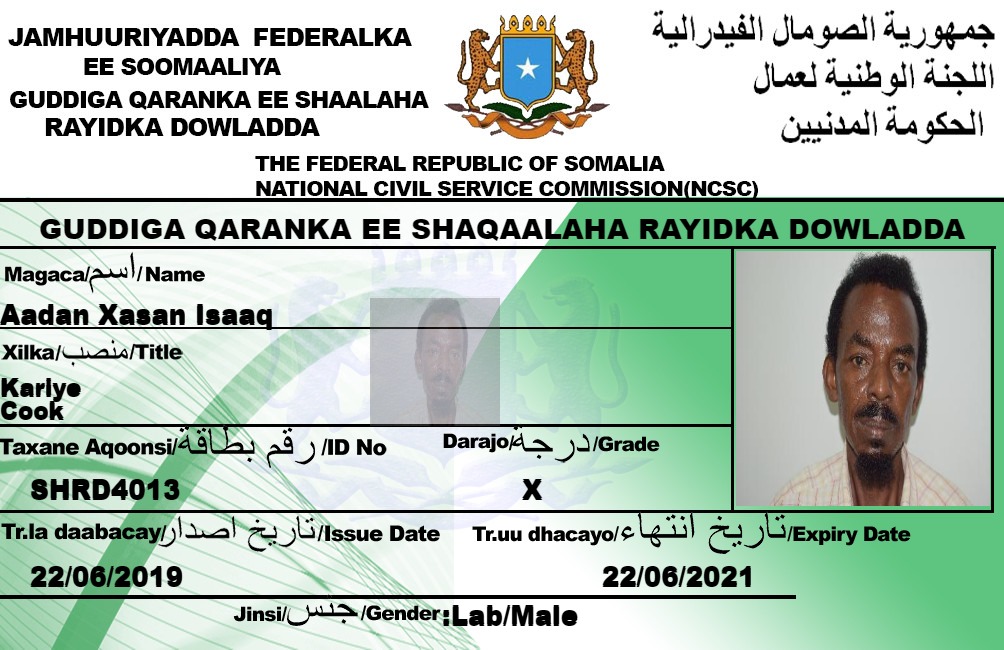 JAMHUURIYADDA FEDERALKA
EE SOOMAALIYA
GUDDIGA QARANKA EE SHAALAHA
RAYIDKA DOWLADDA
جمهورية الصومال الفيدرالية
اللجنة الوطنية لعمال
الحكومة المدنيين
THE FEDERAL REPUBLIC OF SOMALIA
NATIONAL CIVIL SERVICE COMMISSION(NCSC)
GUDDIGA QARANKA EE SHAQAALAHA RAYIDKA DOWLADDA
Magaca/اسم/Name
Aadan Xasan Isaaq
Xilka/منصب/Title
Kariye
Cook
Taxane Aqoonsi/رقم بطاقة/ID No
Darajo/درجة/Grade
SHRD4013
X
Tr.la daabacay/تاريخ اصدار/Issue Date
Tr.uu dhacayo/تاريخ انتهاء/Expiry Date
22/06/2019
22/06/2021
Jinsi/جنس/Gender:Lab/Male